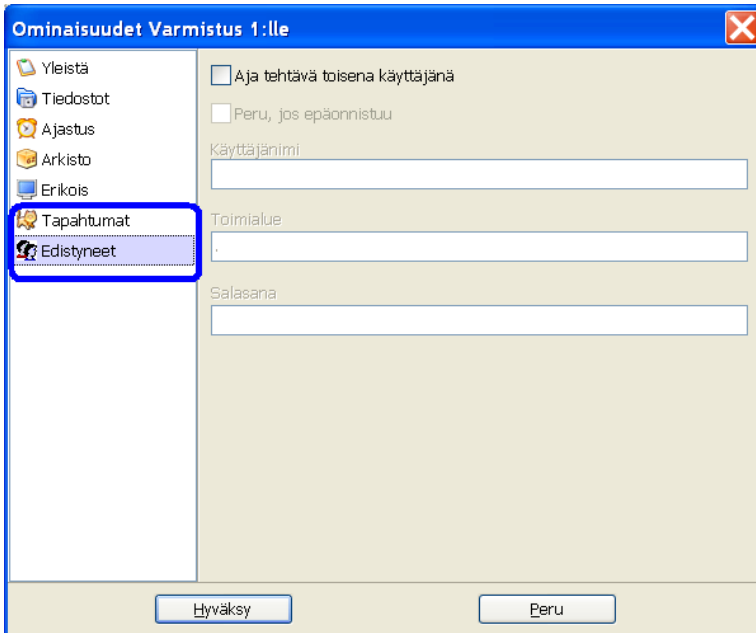 Ominaisuudet Varmistus 1:lle
Yleistä
Tiedostot
Ajastus
Arkisto
Erikois
Tapahtumat
Edistyneet
Aja tehtävä toisena käyttäjänä
Peru, jos epäonnistuu
Käyttäjänimi
Toimialue
.
Salasana
Hyväksy
Peru